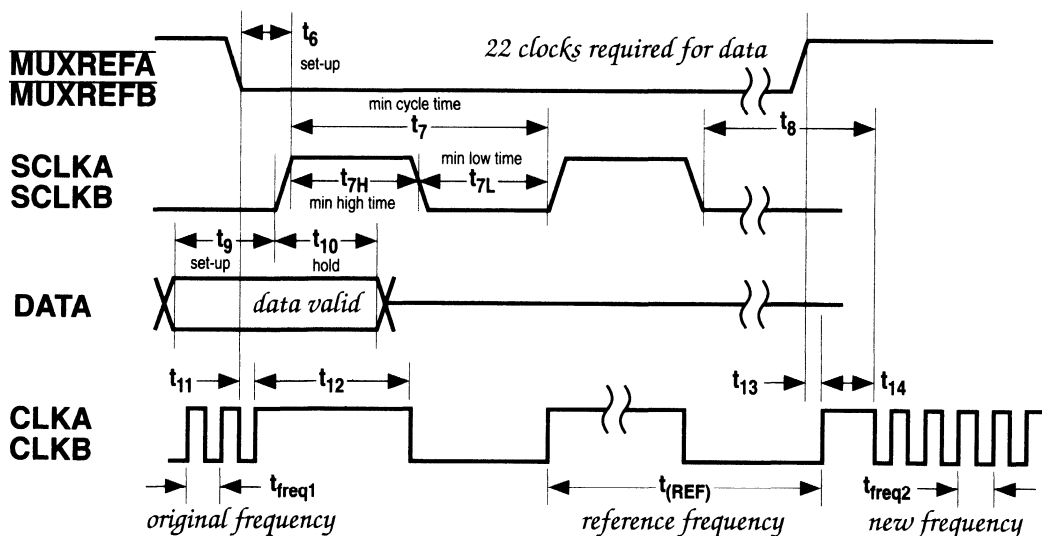 t6
set-up
22 clocks required for data
MUXREFA
MUXREFB
min cycle time
t7
t8
SCLKA
SCLKB
min low time
t7H
t7L
min high time
t9
t10
set-up
hold
DATA
data valid
t11
t12
t13
t14
CLKA
CLKB
tfreq1
t(REF)
tfreq2
original frequency
reference frequency
new frequency